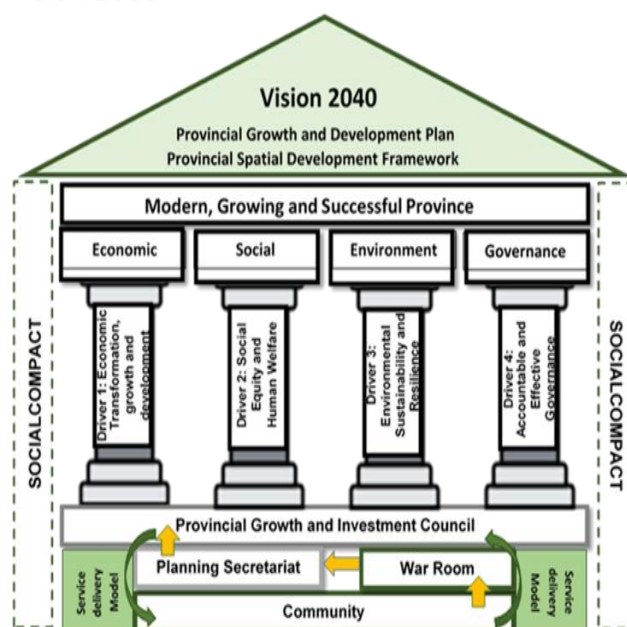 Vision 2040
Provincial Growth and Development Plan
Provincial Spatial Development Framework
Modern, Growing and Successful Province
Economic
Social
Environment
Governance
SOCIALCOMPACT
Driver 1: Economic
Transformation,
growth and
development
Driver 2: Social
Equity and
Human Welfare
Driver 3:
Environmental
Sustainability and
Resilience
Driver 4:
Accountable and
Effective
Governance
SOCIALCOMPACT
Provincial Growth and Investment Council
Service
delivery
Model
Planning Secretariat
War Room
Service
delivery
Model
Community